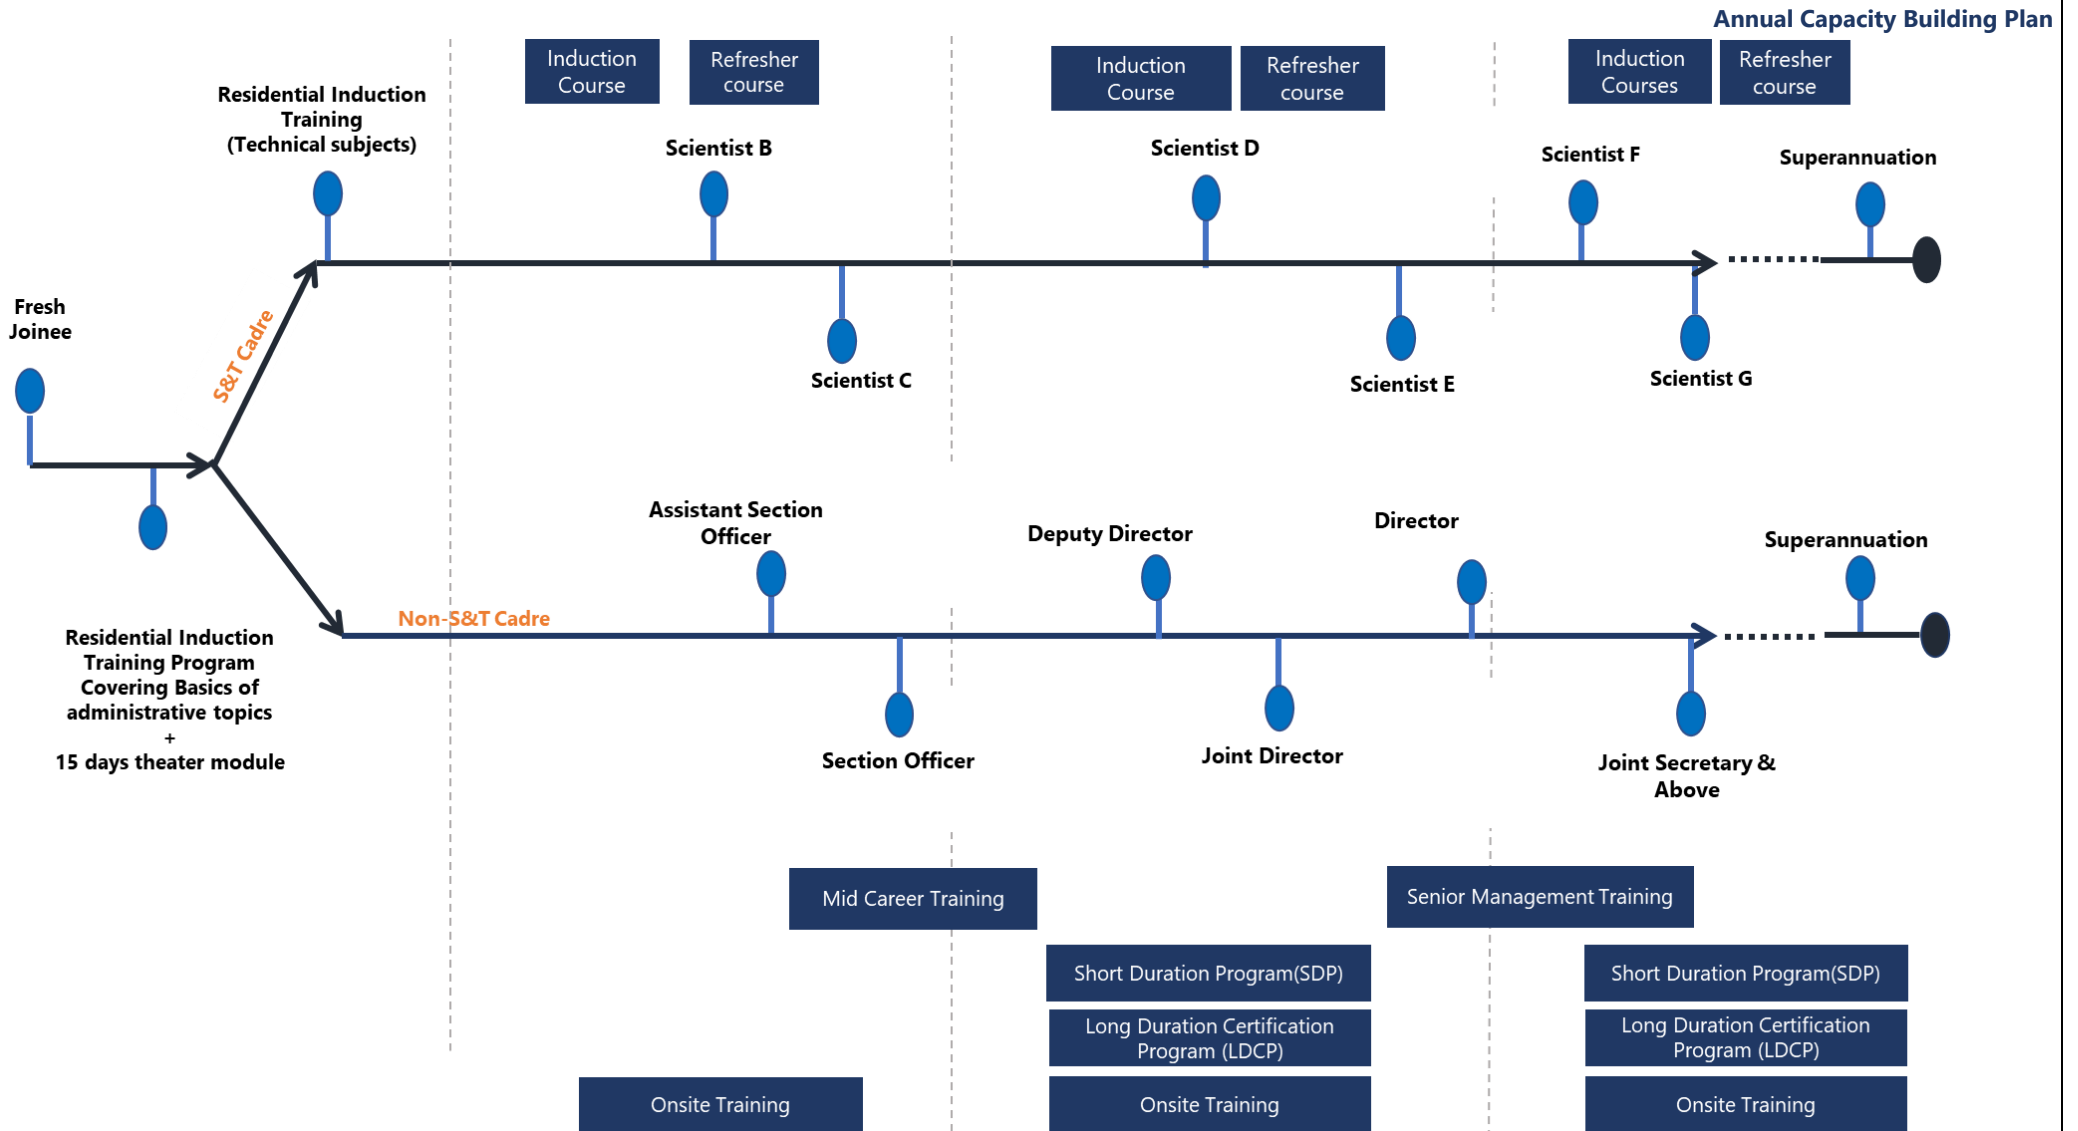 Annual Capacity Building Plan
Induction
Course
Refresher
course
Induction
Course
Refresher
course
Induction
Courses
Refresher
course
Residential Induction
Training
(Technical subjects)
Scientist B
Scientist D
Scientist F
Superannuation
Fresh
Joinee
S&T Cadre
Scientist C
Scientist E
Scientist G
Assistant Section
Officer
Deputy Director
Director
Superannuation
Non-S&T Cadre
Residential Induction
Training Program
Covering Basics of
administrative topics
+
15 days theater module
Section Officer
Joint Director
Joint Secretary &
Above
Mid Career Training
Senior Management Training
Short Duration Program(SDP)
Short Duration Program(SDP)
Long Duration Certification
Program (LDCP)
Long Duration Certification
Program (LDCP)
Onsite Training
Onsite Training
Onsite Training